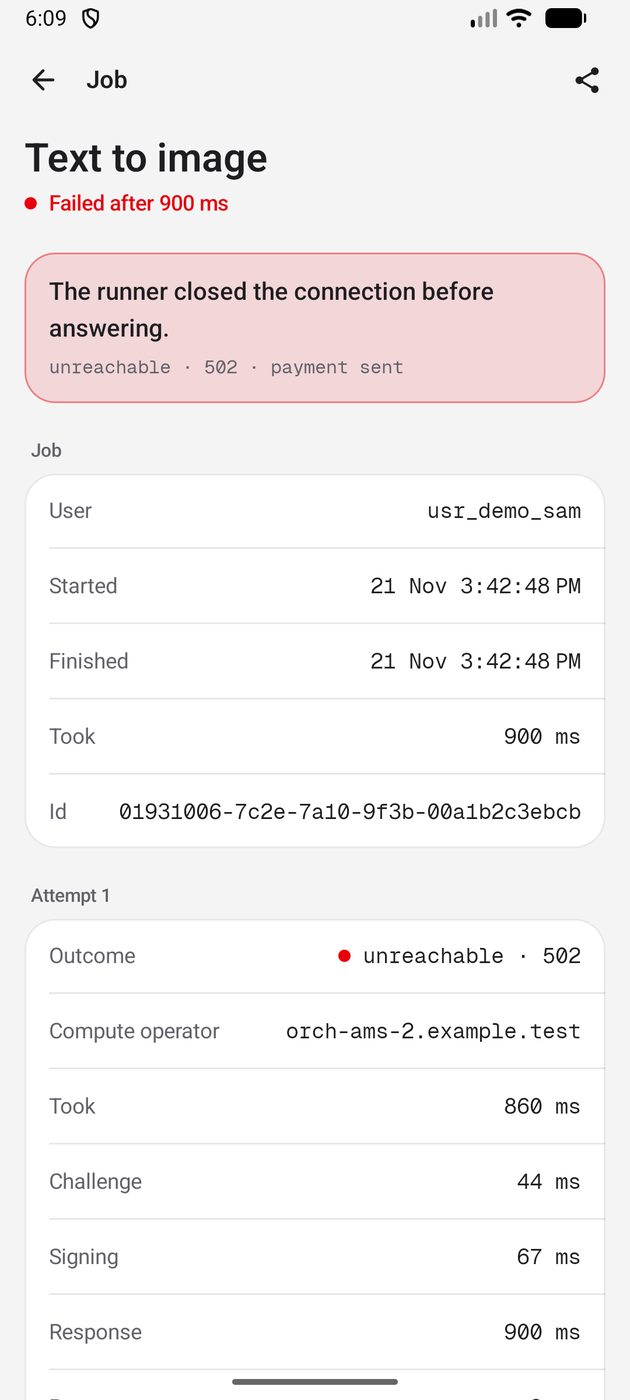 6:09
Job
Text to image
Failed after 900 ms
The runner closed the connection before
answering.
unreachable · 502 · payment sent
Job
User usr_demo_sam
Started 21 Nov 3:42:48 PM
Finished 21 Nov 3:42:48 PM
Took 900 ms
Id 01931006-7c2e-7a10-9f3b-00a1b2c3ebcb
Attempt 1
Outcome unreachable · 502
Compute operator orch-ams-2.example.test
Took 860 ms
Challenge 44 ms
Signing 67 ms
Response 900 ms